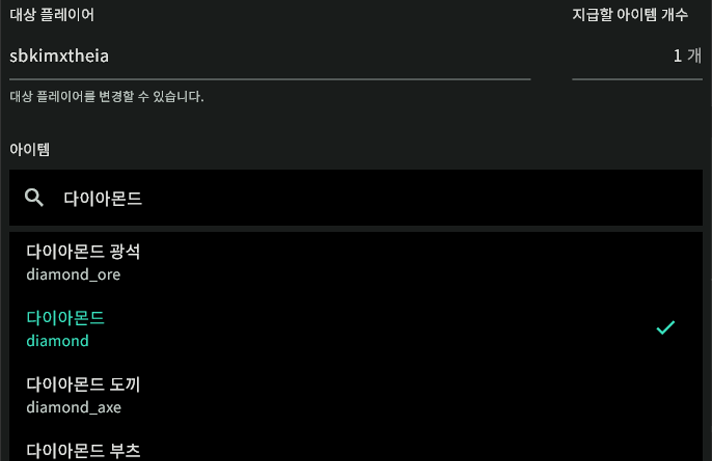 대상 플레이어
지급할 아이템 개수
sbkimxtheia
1 개
대상 플레이어를 변경할 수 있습니다.
아이템
다이아몬드
다이아몬드 광석
diamond_ore
다이아몬드
diamond
다이아몬드 도끼
diamond_axe
다이아몬드 부츠